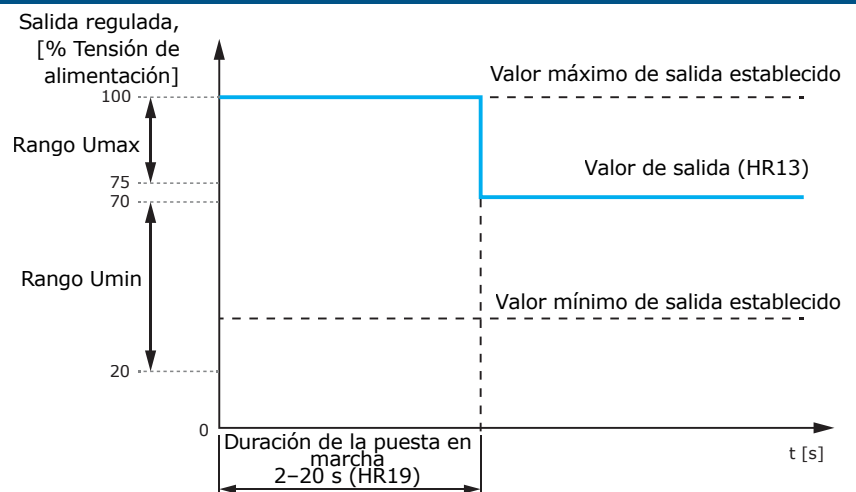 Salida regulada,
[% Tensión de
alimentación]
100
Valor máximo de salida establecido
Rango Umax
Valor de salida (HR13)
75
70
Rango Umin
Valor mínimo de salida establecido
20
0
Duración de la puesta en
marcha
2–20 s (HR19)
t [s]